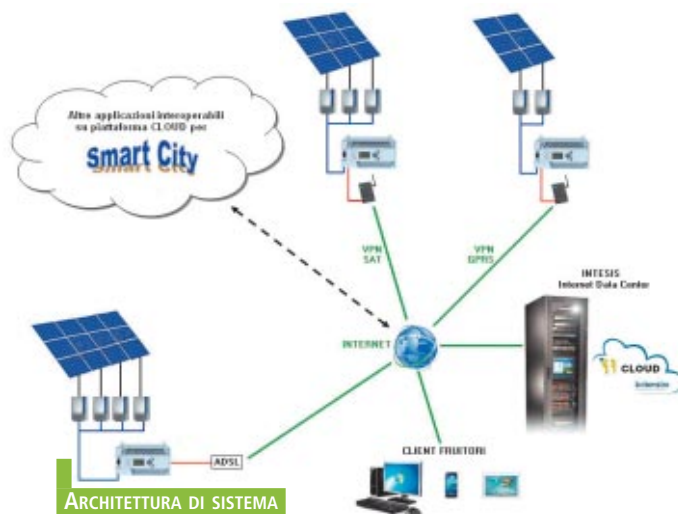 Altre applicazioni interoperabili
su piattaforma CLOUD per
smart City
VPN
SAT
VPN
GPRS
INTESIS
Internet Data Center
INTERNET
CLOUD
ADSL
CLIENT FRUITORI
ARCHITETTURA DI SISTEMA